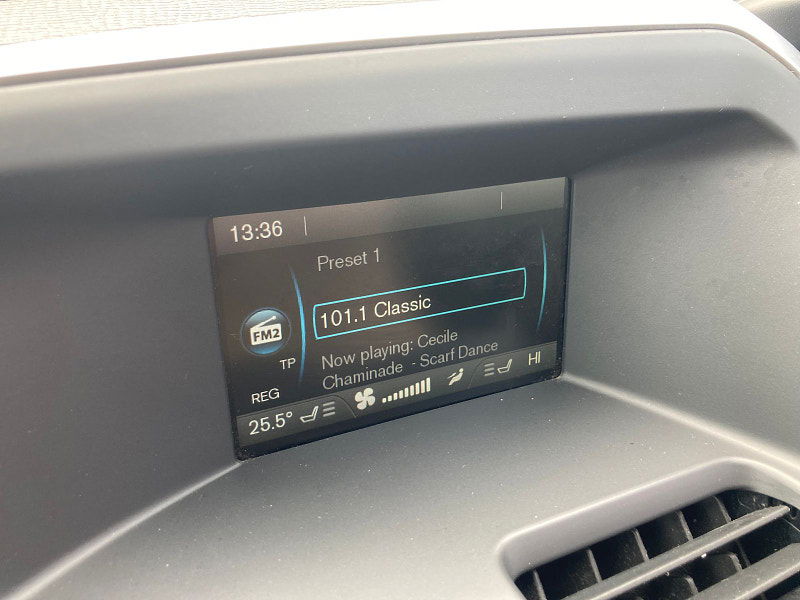 13:36
Preset 1
101.1 Classic
FM2
TP
Now playing: Cecile
Chaminade - Scarf Dance
REG
25.5°
HI